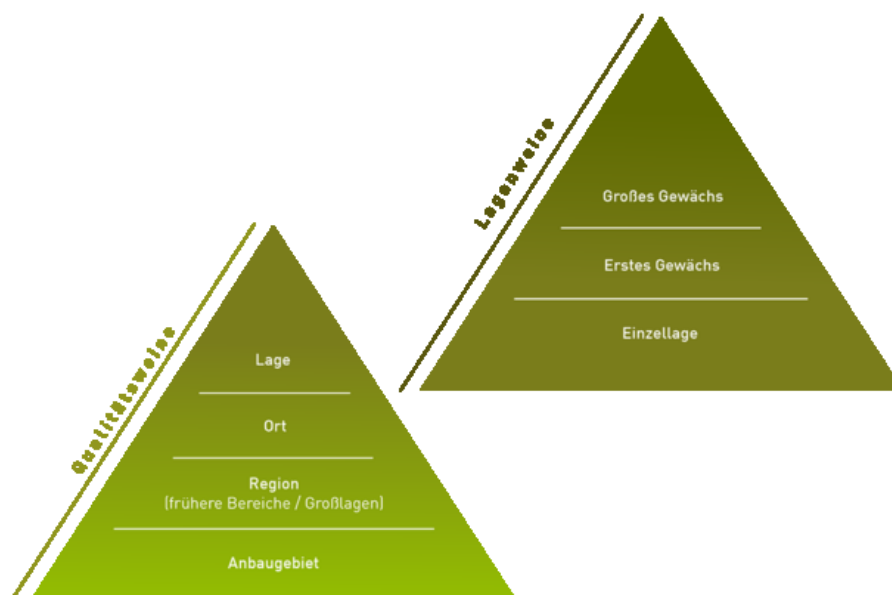 Lagenweine
Großes Gewächs
Erstes Gewächs
Einzellage
Qualitätsweine
Lage
Ort
Region
(frühere Bereiche / Großlagen)
Anbaugebiet